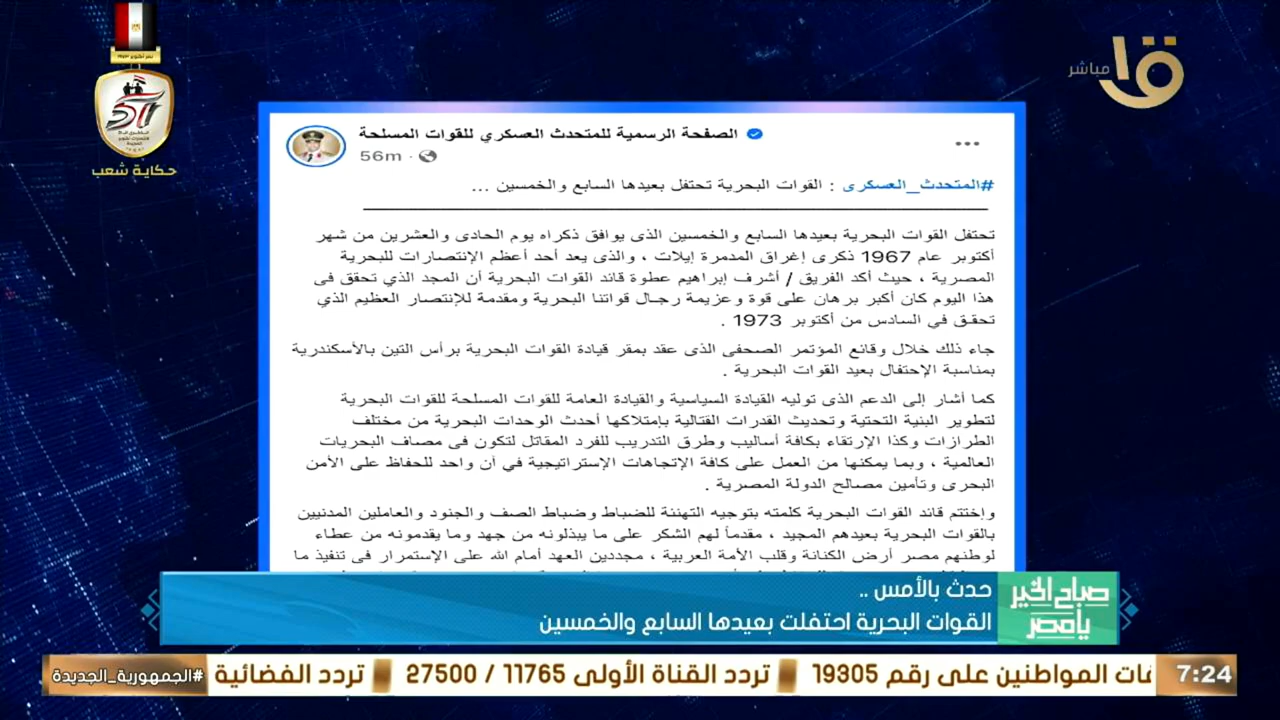 نصر أكتوبر ١٩٧٣
حكاية شعب
مباشر
الصفحة الرسمية للمتحدث العسكري للقوات المسلحة
56m
#المتحدث_العسكرى : القوات البحرية تحتفل بعيدها السابع والخمسين ...
تحتفل القوات البحرية بعيدها السابع والخمسين الذى يوافق ذكراه يوم الحادى والعشرين من شهر
أكتوبر عام 1967 ذكرى إغراق المدمرة إيلات ، والذى يعد أحد أعظم الإنتصارات للبحرية
المصرية ، حيث أكد الفريق / أشرف إبراهيم عطوة قائد القوات البحرية أن المجد الذي تحقق فى
هذا اليوم كان أكبر برهان على قوة وعزيمة رجال قواتنا البحرية ومقدمة للإنتصار العظيم الذي
تحقق في السادس من أكتوبر 1973 .
جاء ذلك خلال وقائع المؤتمر الصحفى الذى عقد بمقر قيادة القوات البحرية برأس التين بالأسكندرية
بمناسبة الإحتفال بعيد القوات البحرية .
كما أشار إلى الدعم الذى توليه القيادة السياسية والقيادة العامة للقوات المسلحة للقوات البحرية
لتطوير البنية التحتية وتحديث القدرات القتالية بإمتلاكها أحدث الوحدات البحرية من مختلف
الطرازات وكذا الإرتقاء بكافة أساليب وطرق التدريب للفرد المقاتل لتكون فى مصاف البحريات
العالمية ، وبما يمكنها من العمل على كافة الإتجاهات الإستراتيجية في آن واحد للحفاظ على الأمن
البحرى وتأمين مصالح الدولة المصرية .
وإختتم قائد القوات البحرية كلمته بتوجيه التهنئة للضباط وضباط الصف والجنود والعاملين المدنيين
بالقوات البحرية بعيدهم المجيد ، مقدماً لهم الشكر على ما يبذلونه من جهد وما يقدمونه من عطاء
لوطنهم مصر أرض الكنانة وقلب الأمة العربية ، مجددين العهد أمام الله على الإستمرار فى تنفيذ ما
صباح الخير
يا مصر
حدث بالأمس ..
القوات البحرية احتفلت بعيدها السابع والخمسين
7:24
المواطنين على رقم 19305 تردد القناة الأولى 11765 / 27500 تردد الفضائية
#الجمهورية_الجديدة